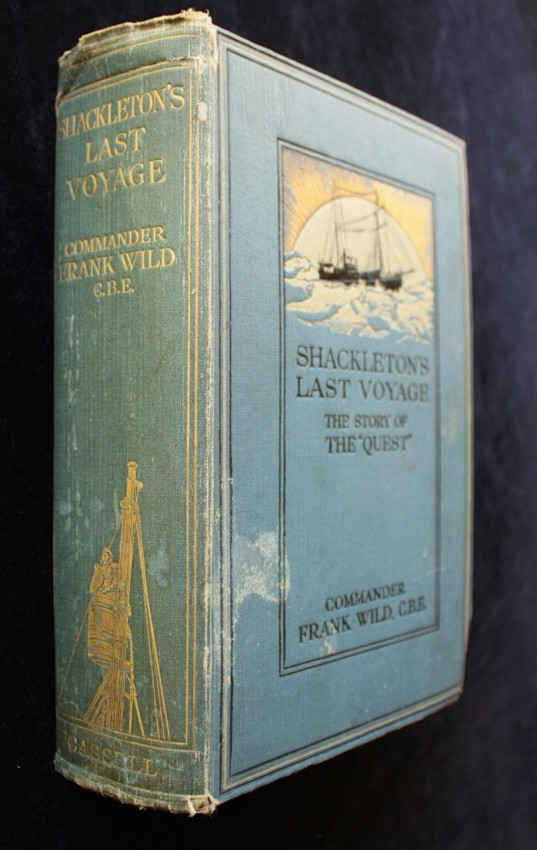 SHACKLETON'S
LAST
VOYAGE
COMMANDER
FRANK WILD
C.B.E.
CASSELL
SHACKLETON'S
LAST VOYAGE
THE STORY OF
THE "QUEST"
COMMANDER
FRANK WILD, C.B.E.